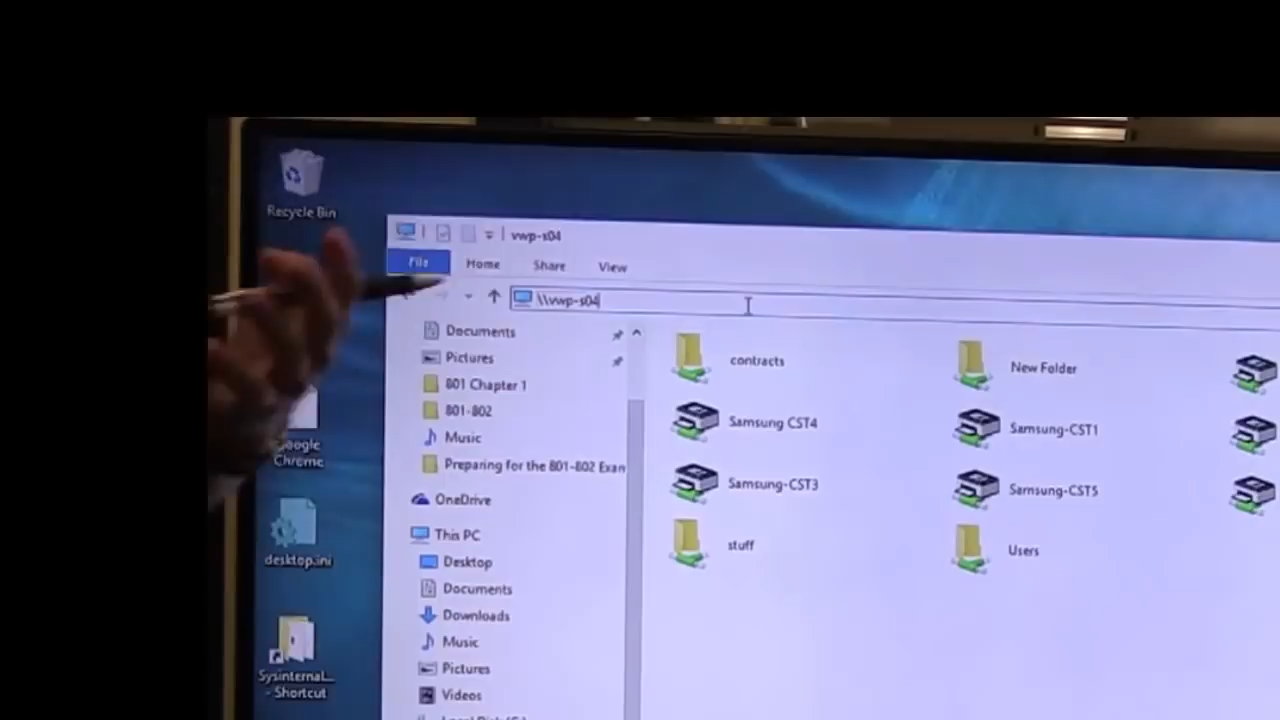 Recycle Bin
vwp-s04
File Home Share View
\\vwp-s04
Documents
Pictures
801 Chapter 1
801-802
Music
Preparing for the 801-802 Exan
OneDrive
This PC
Desktop
Documents
Downloads
Music
Pictures
Videos
contracts
New Folder
Samsung CST4
Samsung-CST1
Samsung-CST3
Samsung-CST5
stuff
Users
Google
Chrome
desktop.ini
Sysinternal...
- Shortcut